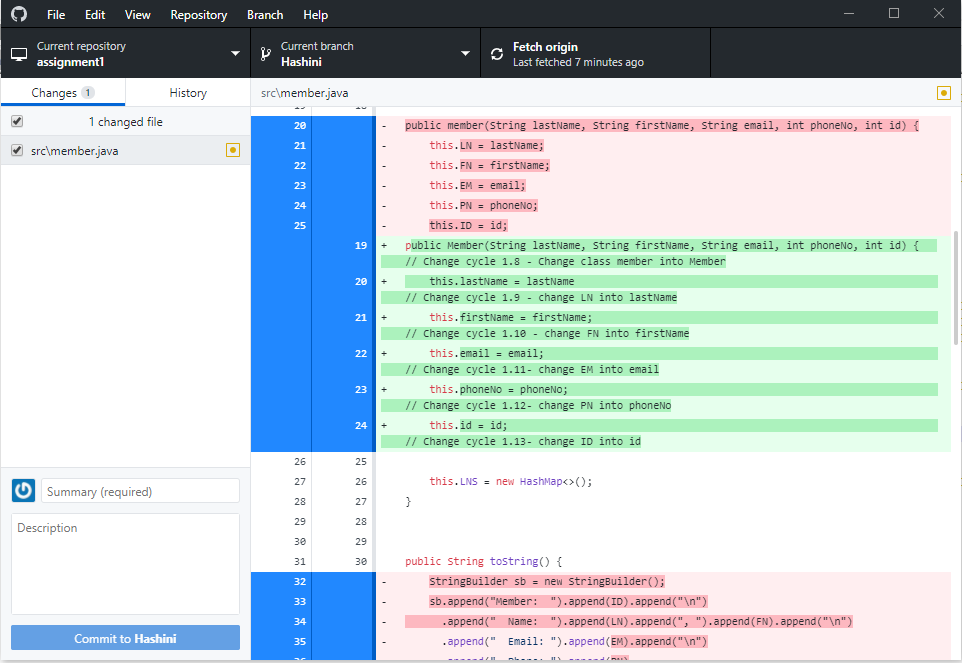 File Edit View Repository Branch Help
Current repository
assignment1
Current branch
Hashini
Fetch origin
Last fetched 7 minutes ago
Changes 1 History
src\member.java
1 changed file
src\member.java
20 - public member(String lastName, String firstName, String email, int phoneNo, int id) {
21 - this.LN = lastName;
22 - this.FN = firstName;
23 - this.EM = email;
24 - this.PN = phoneNo;
25 - this.ID = id;
19 + public Member(String lastName, String firstName, String email, int phoneNo, int id) {
// Change cycle 1.8 - Change class member into Member
20 + this.lastName = lastName
// Change cycle 1.9 - change LN into lastName
21 + this.firstName = firstName;
// Change cycle 1.10 - change FN into firstName
22 + this.email = email;
// Change cycle 1.11- change EM into email
23 + this.phoneNo = phoneNo;
// Change cycle 1.12- change PN into phoneNo
24 + this.id = id;
// Change cycle 1.13- change ID into id
26 25
27 26 this.LNS = new HashMap<>();
28 27 }
29 28
30 29
31 30 public String toString() {
32 - StringBuilder sb = new StringBuilder();
33 - sb.append("Member:  ").append(ID).append("\n")
34 - .append("  Name:  ").append(LN).append(", ").append(FN).append("\n")
35 - .append("  Email: ").append(EM).append("\n")
Summary (required)
Description
Commit to Hashini